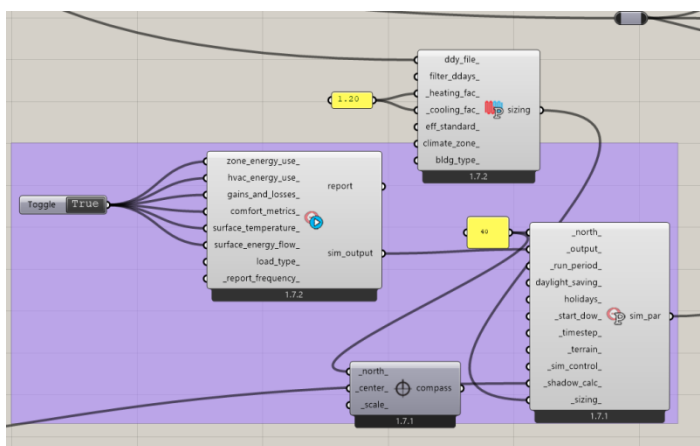 ddy_file_
filter_ddays_
_heating_fac_
_cooling_fac_
eff_standard_
climate_zone_
bldg_type_
sizing
1.7.2
1.20
Toggle True
zone_energy_use_
hvac_energy_use_
gains_and_losses_
comfort_metrics_
surface_temperature_
surface_energy_flow_
load_type_
_report_frequency_
report
sim_output
1.7.2
40
_north_
_output_
_run_period_
daylight_saving_
holidays_
_start_dow_
_timestep_
_terrain_
_sim_control_
_shadow_calc_
_sizing_
sim_par
1.7.1
_north_
_center_
_scale_
compass
1.7.1